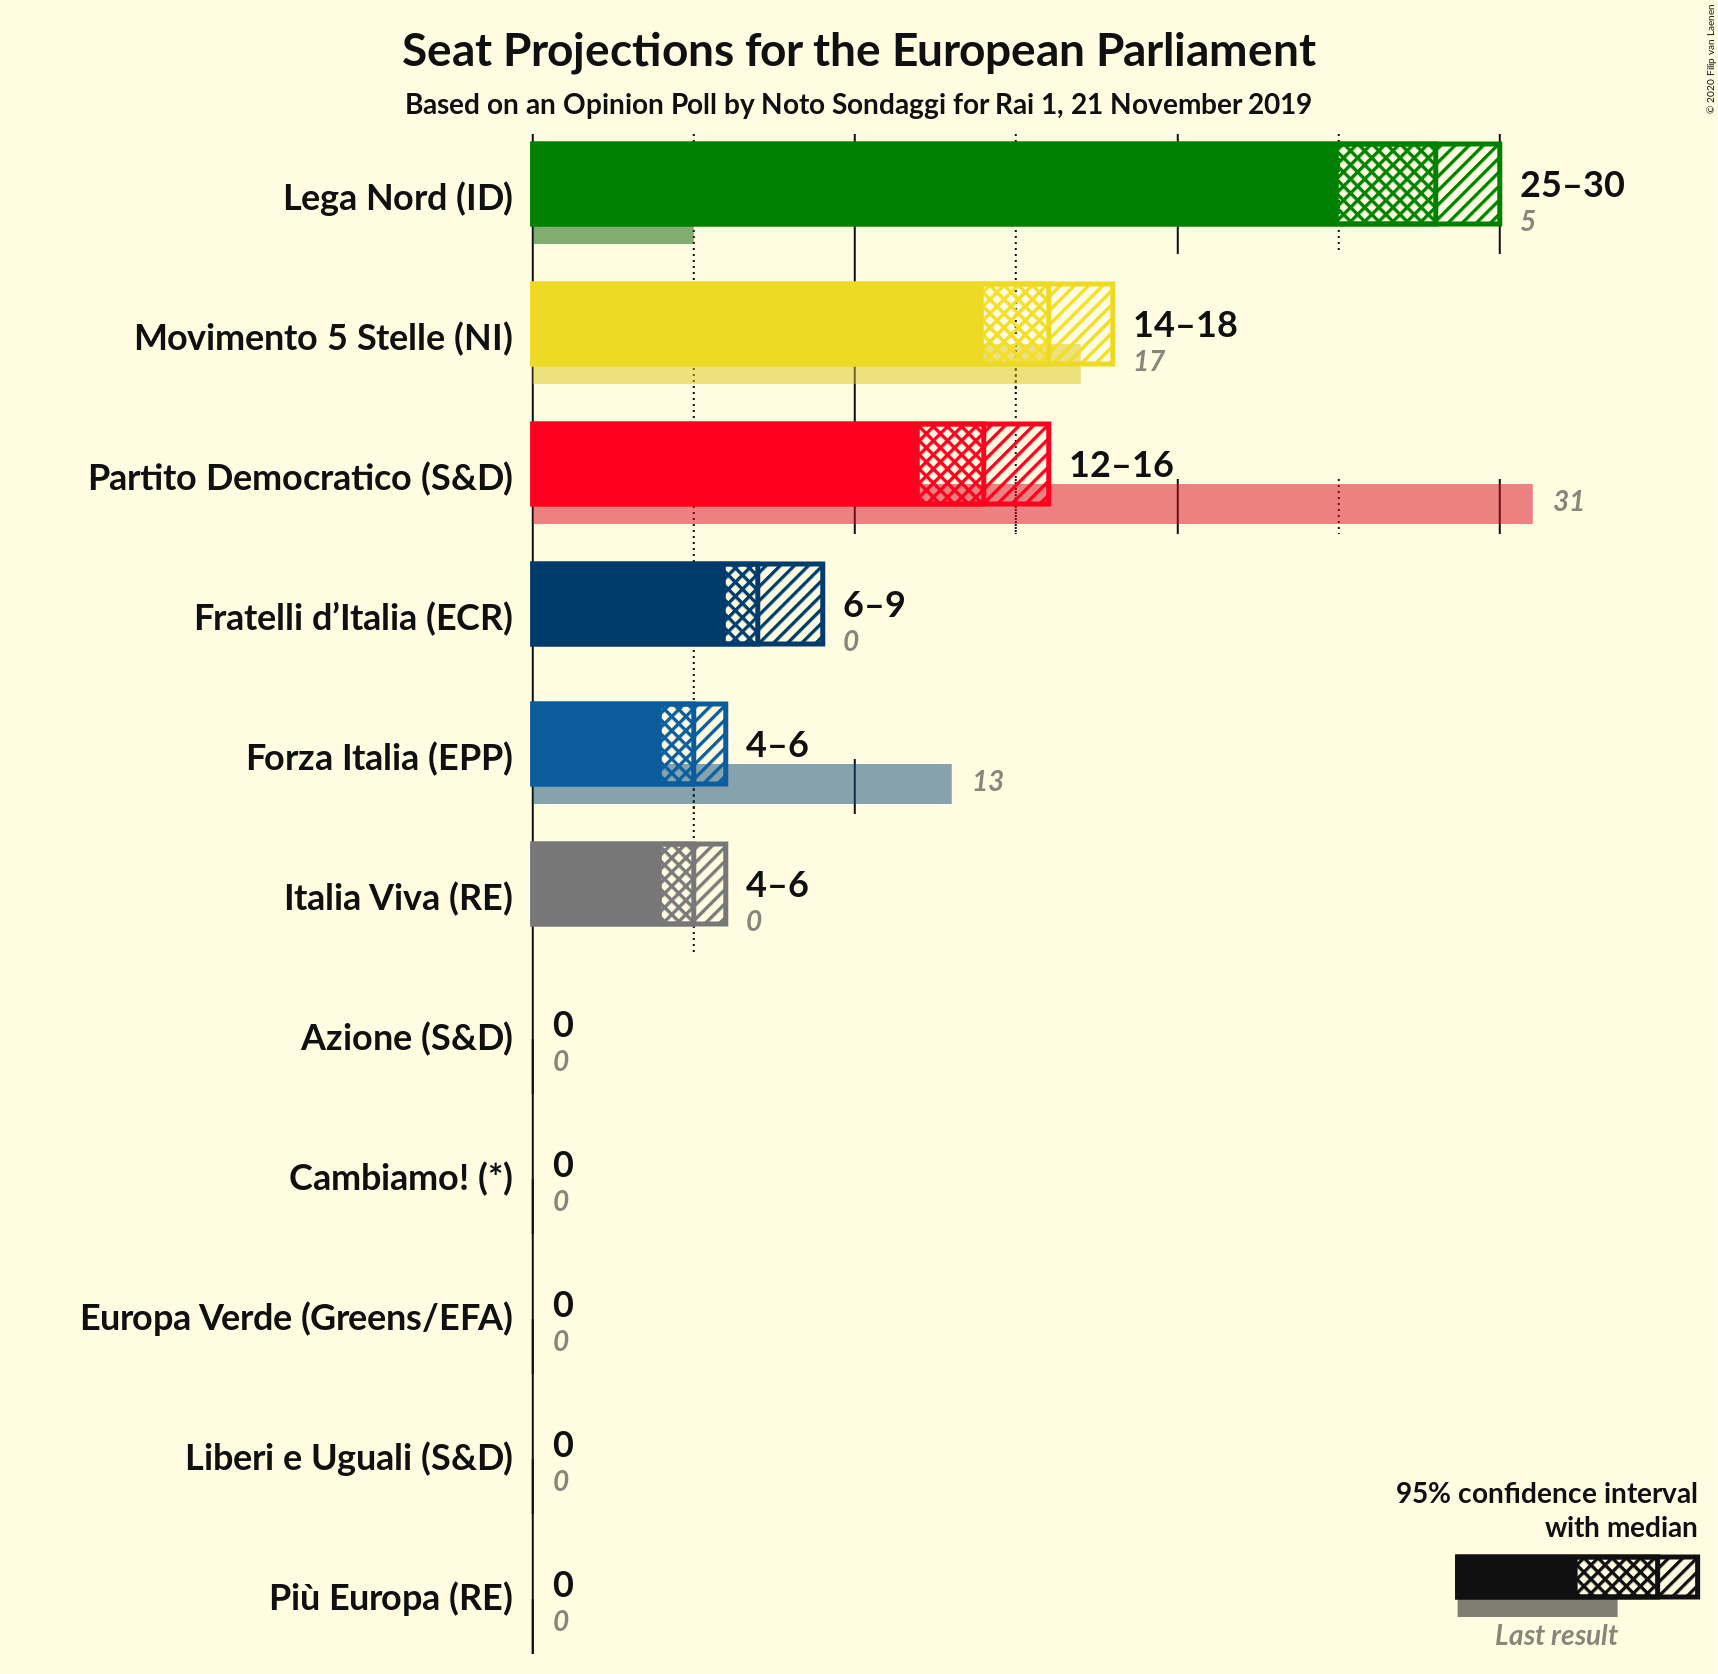 Seat Projections for the European Parliament
Based on an Opinion Poll by Noto Sondaggi for Rai 1, 21 November 2019
© 2020 Filip van Laenen
Lega Nord (ID)
25–30
5
Movimento 5 Stelle (NI)
14–18
17
Partito Democratico (S&D)
12–16
31
Fratelli d’Italia (ECR)
6–9
0
Forza Italia (EPP)
4–6
13
Italia Viva (RE)
4–6
0
Azione (S&D)
0
0
Cambiamo! (*)
0
0
Europa Verde (Greens/EFA)
0
0
Liberi e Uguali (S&D)
0
0
Più Europa (RE)
0
0
95% confidence interval
with median
Last result